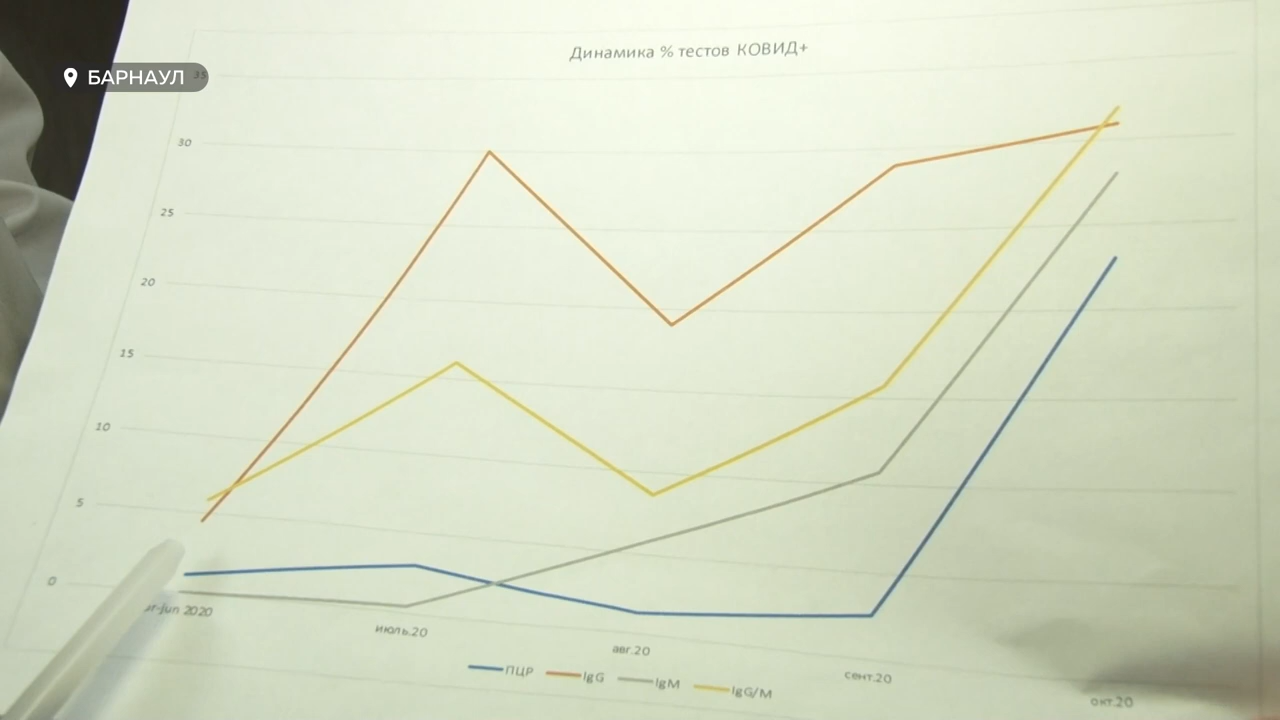 Динамика % тестов КОВИД+
БАРНАУЛ
35
30
25
20
15
10
5
0
r-jun 2020
июль.20
авг.20
сент.20
окт.20
ПЦР
IgG
IgM
IgG/M